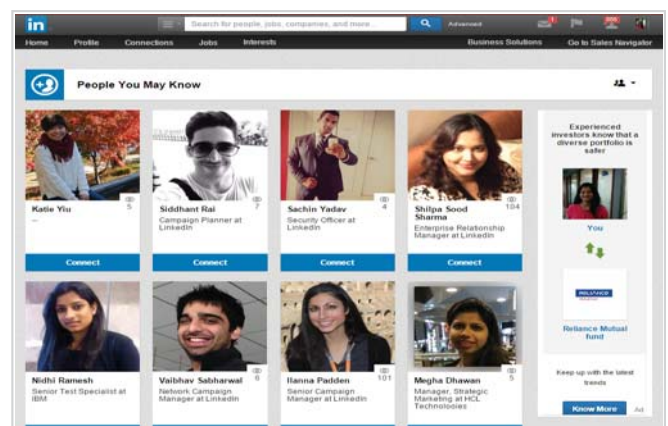 in
Search for people, jobs, companies, and more...
Advanced
Home Profile Connections Jobs Interests
Business Solutions Go to Sales Navigator
People You May Know
Katie Yiu
5
--
Connect
Siddhant Rai
7
Campaign Planner at
LinkedIn
Connect
Sachin Yadav
4
Security Officer at
LinkedIn
Connect
Shilpa Sood
Sharma
104
Enterprise Relationship
Manager at LinkedIn
Connect
Nidhi Ramesh
Senior Test Specialist at
IBM
Vaibhav Sabharwal
6
Network Campaign
Manager at LinkedIn
Ilanna Padden
101
Senior Campaign
Manager at LinkedIn
Megha Dhawan
5
Manager, Strategic
Marketing at HCL
Technologies
Experienced
investors know that a
diverse portfolio is
safer
You
RELIANCE
Reliance Mutual
fund
Keep up with the latest
trends
Know More
Ad